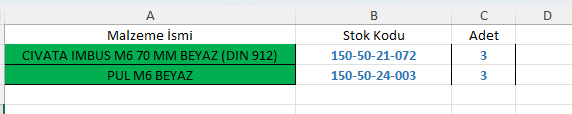 A B C D
Malzeme İsmi Stok Kodu Adet
CIVATA IMBUS M6 70 MM BEYAZ (DIN 912) 150-50-21-072 3
PUL M6 BEYAZ 150-50-24-003 3